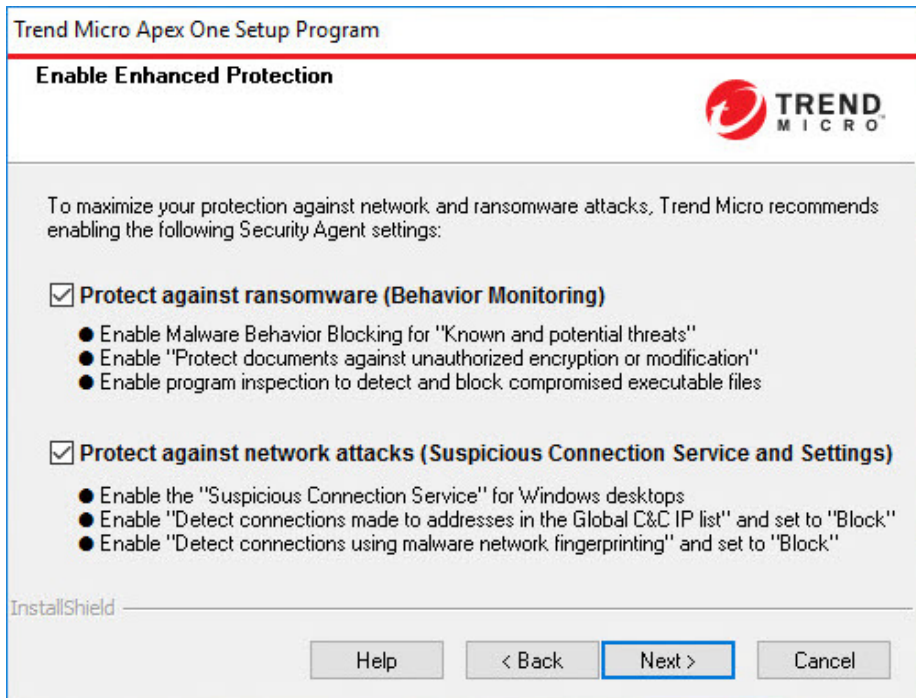 Trend Micro Apex One Setup Program
Enable Enhanced Protection
TREND
MICRO™
To maximize your protection against network and ransomware attacks, Trend Micro recommends
enabling the following Security Agent settings:
Protect against ransomware (Behavior Monitoring)
● Enable Malware Behavior Blocking for "Known and potential threats"
● Enable "Protect documents against unauthorized encryption or modification"
● Enable program inspection to detect and block compromised executable files
Protect against network attacks (Suspicious Connection Service and Settings)
● Enable the "Suspicious Connection Service" for Windows desktops
● Enable "Detect connections made to addresses in the Global C&C IP list" and set to "Block"
● Enable "Detect connections using malware network fingerprinting" and set to "Block"
InstallShield
Help
< Back
Next >
Cancel